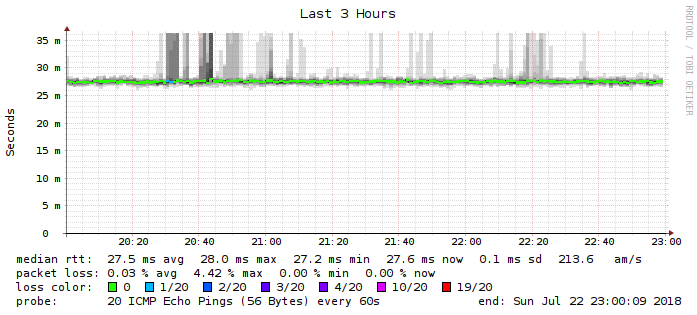 Last 3 Hours
RRDTOOL / TOBI OETIKER
Seconds
35 m
30 m
25 m
20 m
15 m
10 m
5 m
0
20:20 20:40 21:00 21:20 21:40 22:00 22:20 22:40 23:00
median rtt: 27.5 ms avg 28.0 ms max 27.2 ms min 27.6 ms now 0.1 ms sd 213.6 am/s
packet loss: 0.03 % avg 4.42 % max 0.00 % min 0.00 % now
loss color: 0 1/20 2/20 3/20 4/20 10/20 19/20
probe: 20 ICMP Echo Pings (56 Bytes) every 60s end: Sun Jul 22 23:00:09 2018